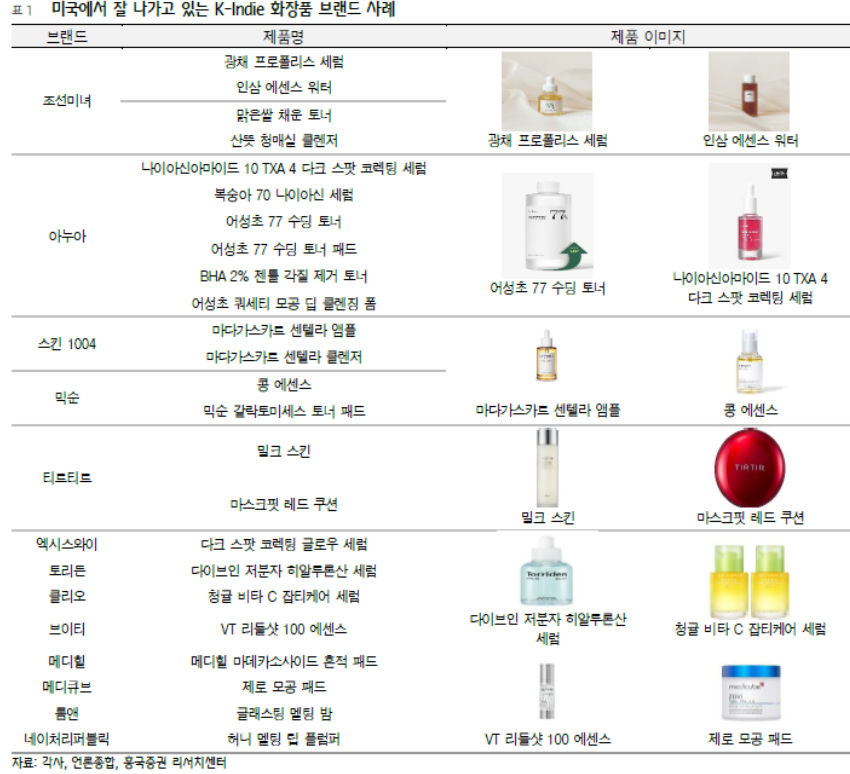 표 1 미국에서 잘 나가고 있는 K-Indie 화장품 브랜드 사례
브랜드 제품명 제품 이미지
조선미녀
광채 프로폴리스 세럼
인삼 에센스 워터
맑은쌀 채운 토너
산뜻 청매실 클렌저
광채 프로폴리스 세럼 인삼 에센스 워터
아누아
나이아신아마이드 10 TXA 4 다크 스팟 코렉팅 세럼
복숭아 70 나이아신 세럼
어성초 77 수딩 토너
어성초 77 수딩 토너 패드
BHA 2% 젠틀 각질 제거 토너
어성초 쿼세티 모공 딥 클렌징 폼
77
어성초 77 수딩 토너
나이아신아마이드 10 TXA 4
다크 스팟 코렉팅 세럼
스킨 1004
마다가스카르 센텔라 앰플
마다가스카르 센텔라 클렌저
믹순
콩 에센스
믹순 갈락토미세스 토너 패드
마다가스카르 센텔라 앰플 콩 에센스
티르티르
밀크 스킨
마스크핏 레드 쿠션
TIRTIR
밀크 스킨 마스크핏 레드 쿠션
엑시스와이 다크 스팟 코렉팅 글로우 세럼
토리든 다이브인 저분자 히알루론산 세럼
클리오 청귤 비타 C 잡티케어 세럼
브이티 VT 리들샷 100 에센스
Torriden
다이브인 저분자 히알루론산
세럼
청귤 비타 C 잡티케어 세럼
메디힐 메디힐 마데카소사이드 흔적 패드
메디큐브 제로 모공 패드
롬앤 글래스팅 멜팅 밤
네이처리퍼블릭 허니 멜팅 립 플럼퍼
medicube
VT 리들샷 100 에센스 제로 모공 패드
자료: 각사, 언론종합, 흥국증권 리서치센터